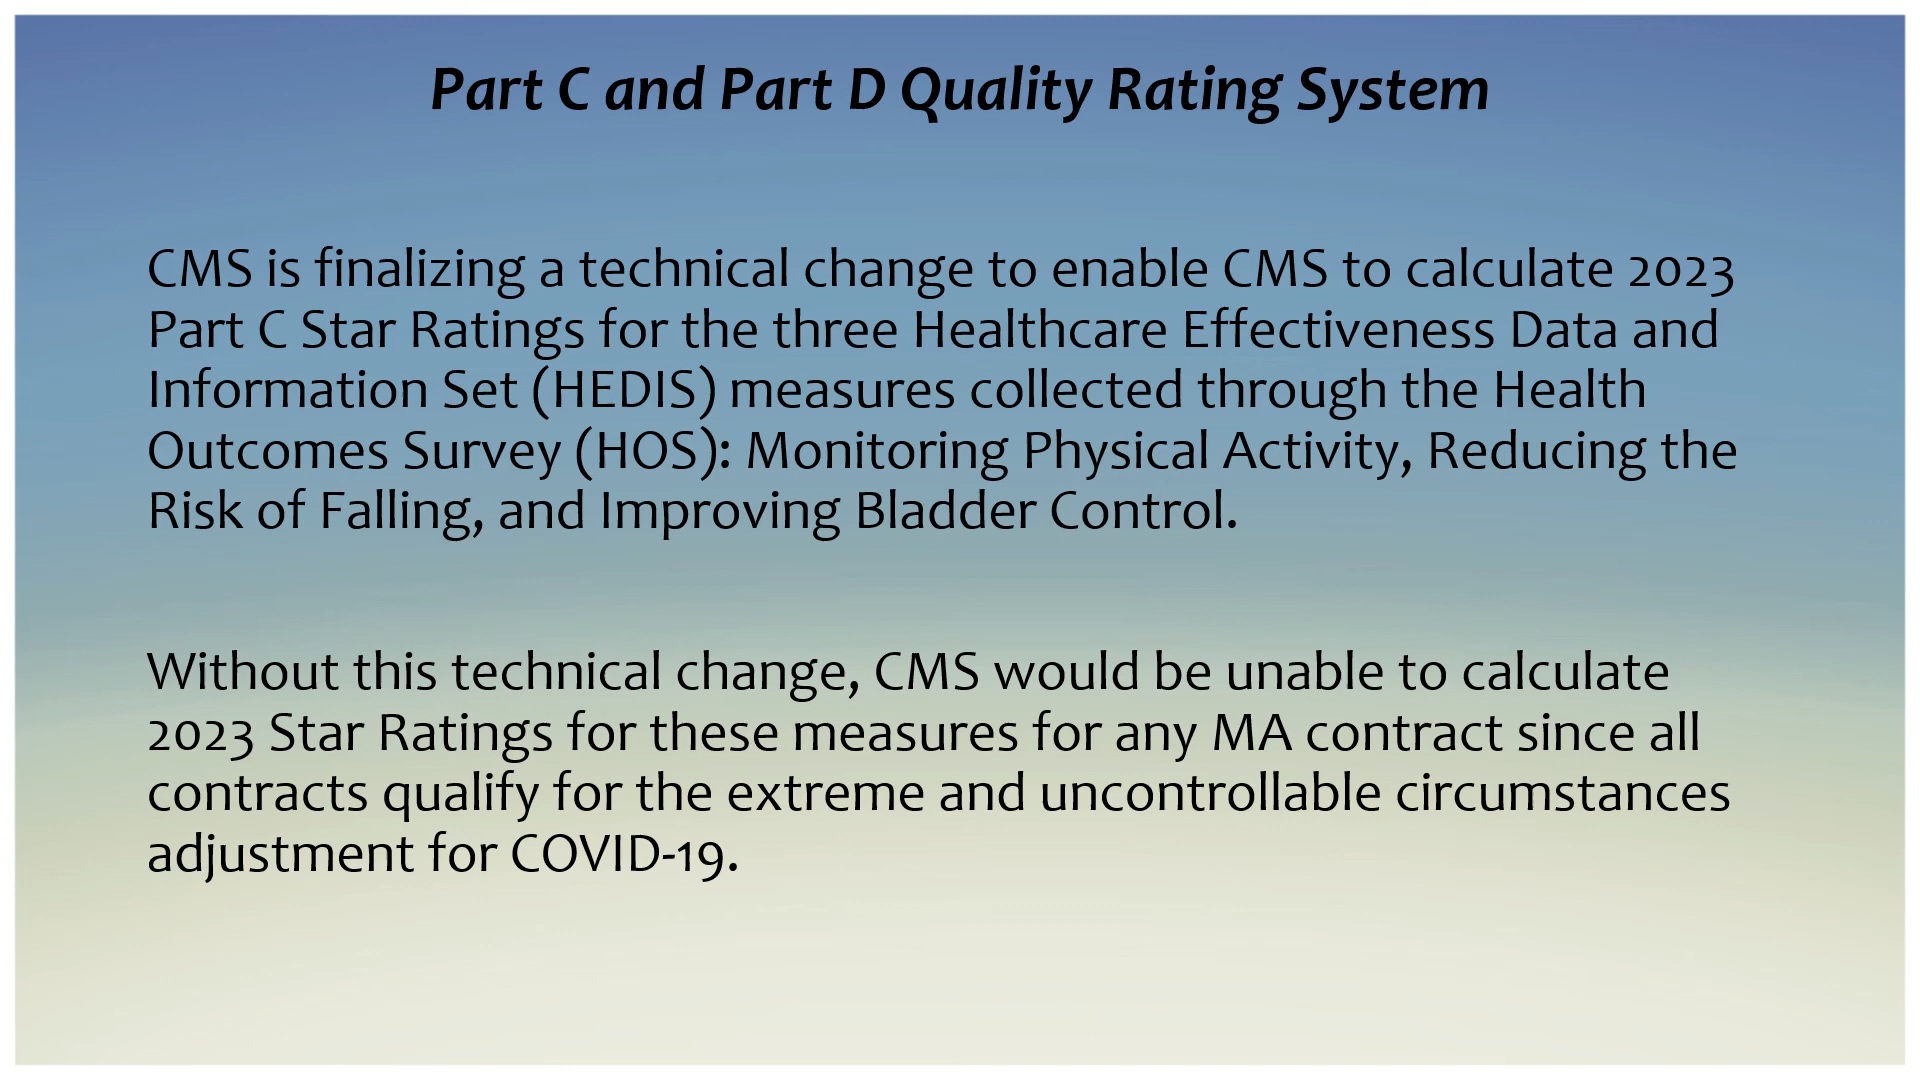 Part C and Part D Quality Rating System
CMS is finalizing a technical change to enable CMS to calculate 2023
Part C Star Ratings for the three Healthcare Effectiveness Data and
Information Set (HEDIS) measures collected through the Health
Outcomes Survey (HOS): Monitoring Physical Activity, Reducing the
Risk of Falling, and Improving Bladder Control.
Without this technical change, CMS would be unable to calculate
2023 Star Ratings for these measures for any MA contract since all
contracts qualify for the extreme and uncontrollable circumstances
adjustment for COVID-19.